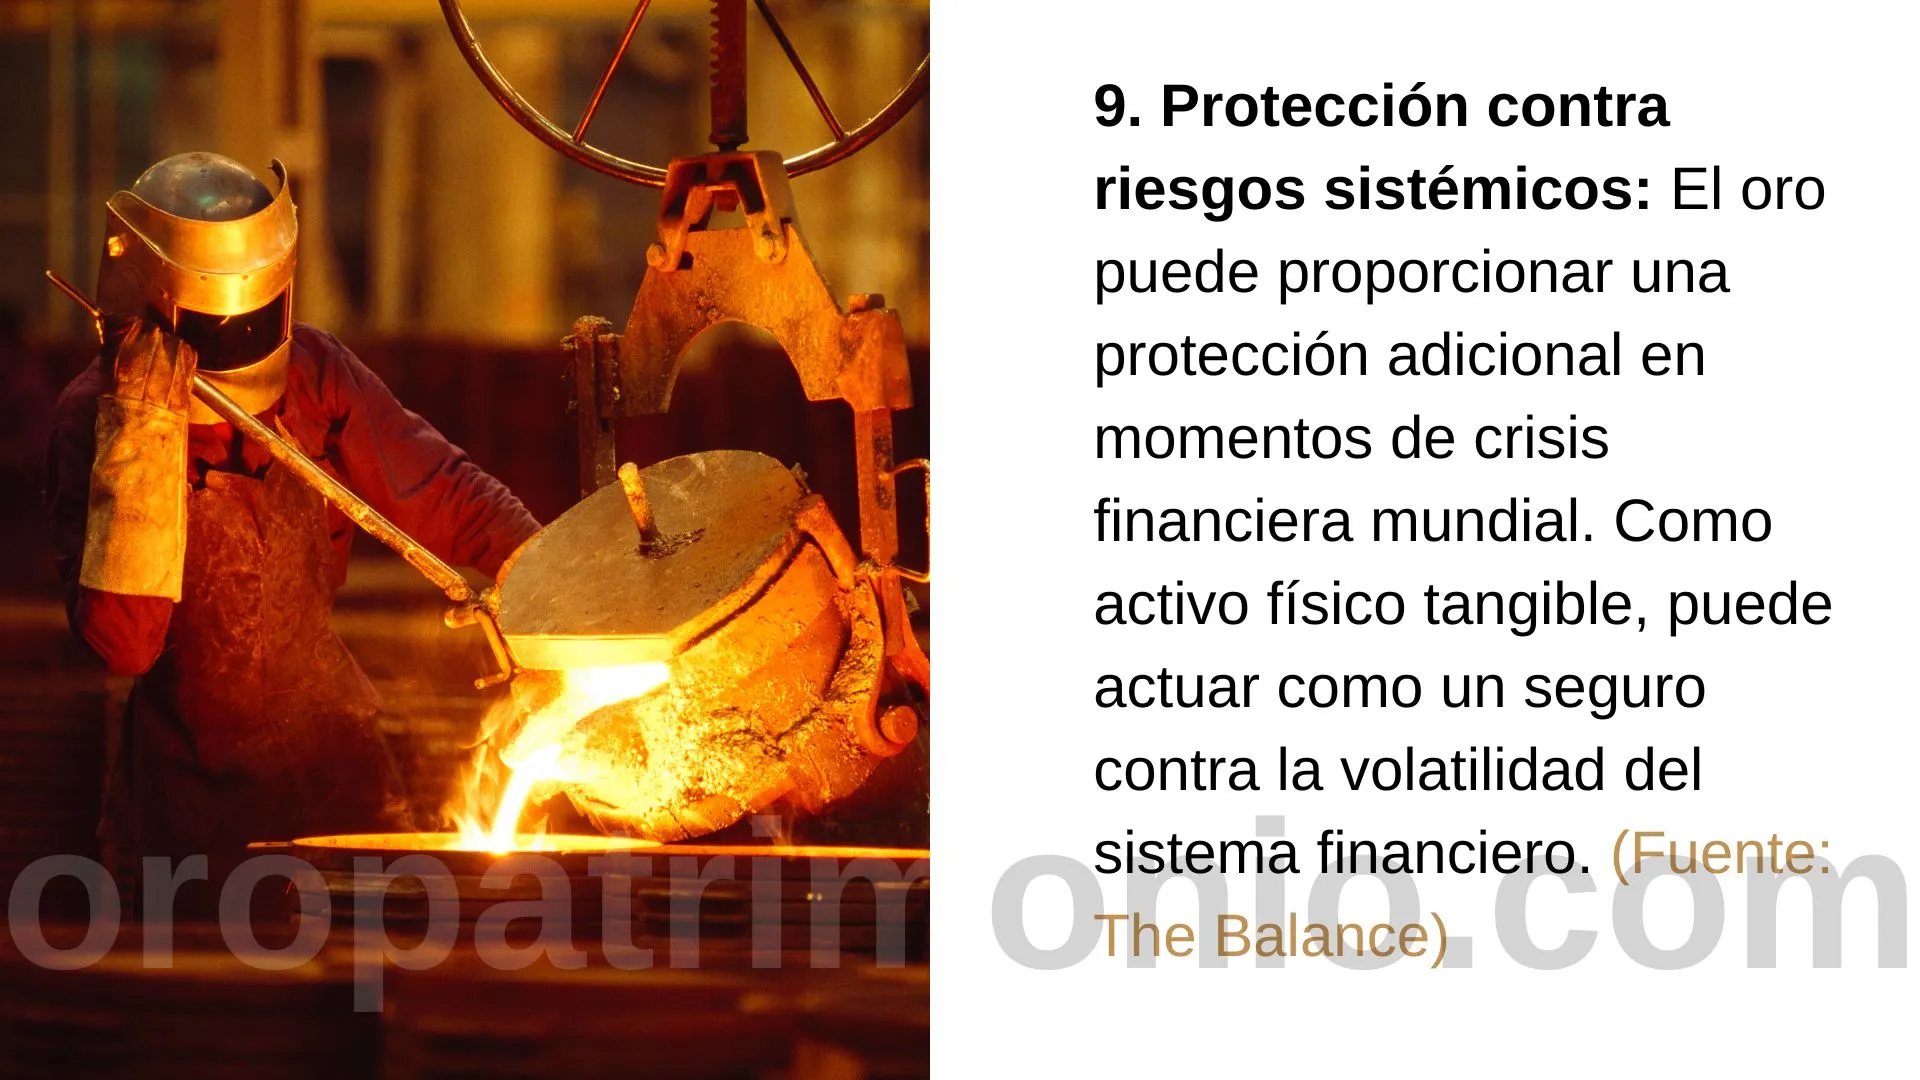 9. Protección contra
riesgos sistémicos: El oro
puede proporcionar una
protección adicional en
momentos de crisis
financiera mundial. Como
activo físico tangible, puede
actuar como un seguro
contra la volatilidad del
sistema financiero. (Fuente:
The Balance)
oropatrimonio.com